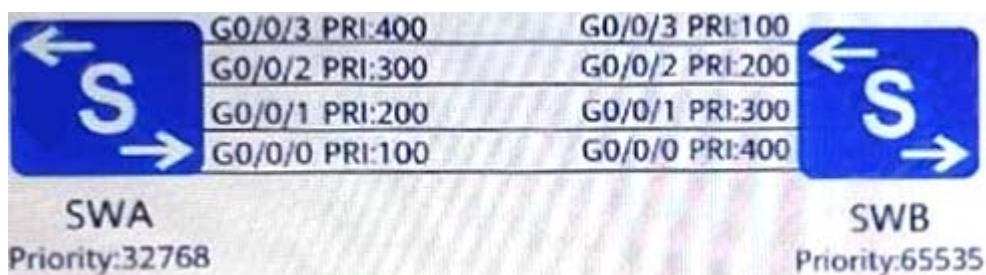 G0/0/3 PRI:400 G0/0/3 PRI:100
G0/0/2 PRI:300 G0/0/2 PRI:200
S S
G0/0/1 PRI:200 G0/0/1 PRI:300
G0/0/0 PRI:100 G0/0/0 PRI:400
SWA SWB
Priority:32768 Priority:65535